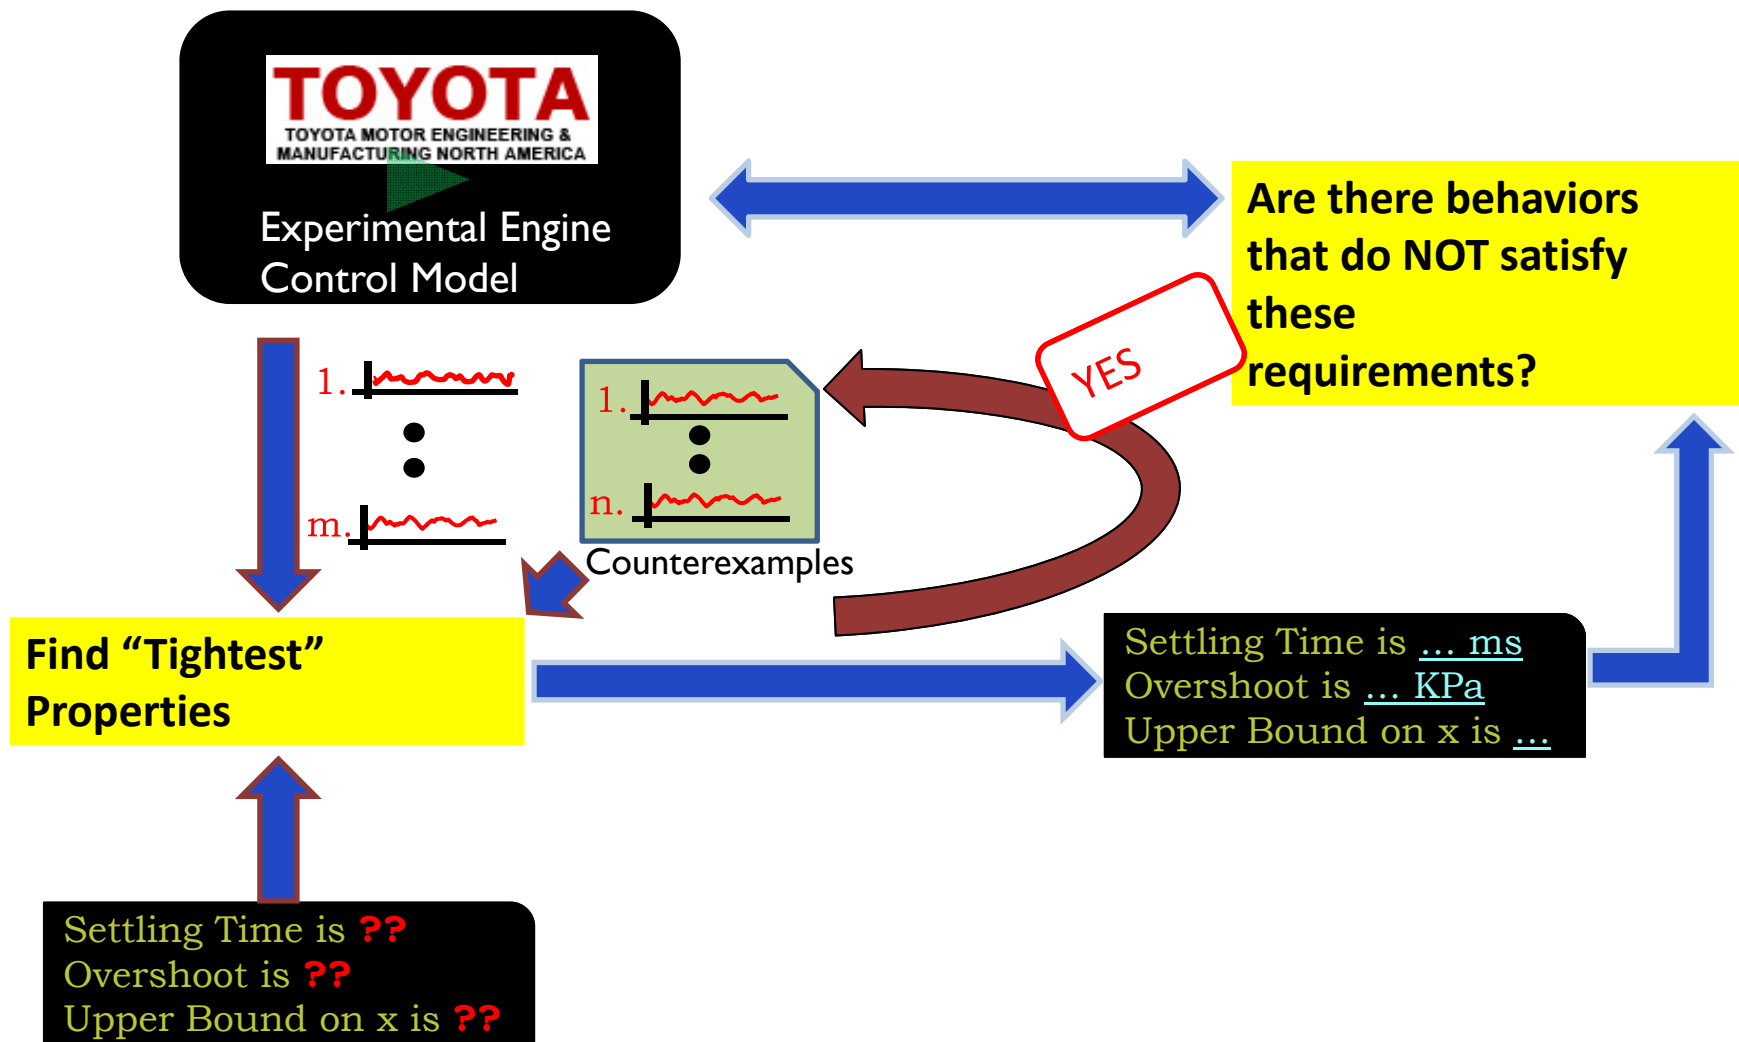 TOYOTA
TOYOTA MOTOR ENGINEERING &
MANUFACTURING NORTH AMERICA
Experimental Engine
Control Model
Are there behaviors
that do NOT satisfy
these
requirements?
YES
1.
m.
1.
n.
Counterexamples
Find “Tightest”
Properties
Settling Time is ... ms
Overshoot is ... KPa
Upper Bound on x is ...
Settling Time is ??
Overshoot is ??
Upper Bound on x is ??